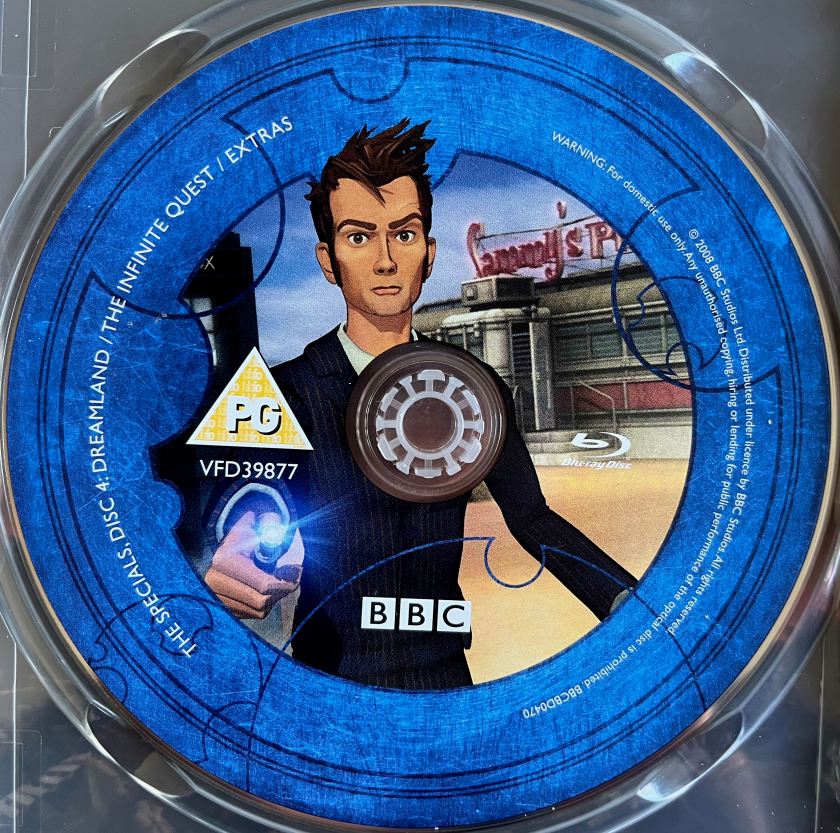 THE SPECIALS, DISC 4: DREAMLAND / THE INFINITE QUEST / EXTRAS
WARNING: For domestic use only. Any unauthorised copying, hiring or lending for public performance of the optical disc is prohibited. BBCBD0470
© 2008 BBC Studios Ltd. Distributed under licence by BBC Studios. All rights reserved.
Sammy's
PG
VFD39877
Blu-ray Disc
BBC